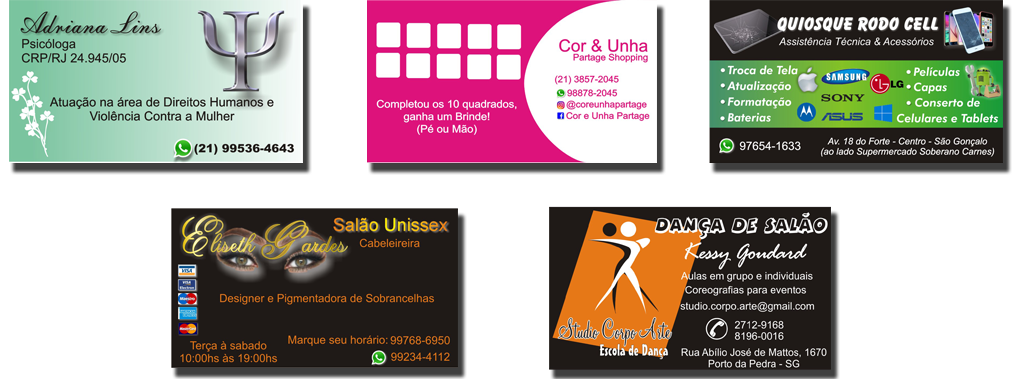 Adriana Lins
Psicóloga
CRP/RJ 24.945/05
Atuação na área de Direitos Humanos e
Violência Contra a Mulher
(21) 99536-4643
Cor & Unha
Partage Shopping
(21) 3857-2045
98878-2045
@coreunhapartage
Cor e Unha Partage
Completou os 10 quadrados,
ganha um Brinde!
(Pé ou Mão)
QUIOSQUE RODO CELL
Assistência Técnica & Acessórios
• Troca de Tela
• Atualização
• Formatação
• Baterias
SAMSUNG
LG
SONY
ASUS
• Películas
• Capas
• Conserto de
Celulares e Tablets
97654-1633
Av. 18 do Forte - Centro - São Gonçalo
(ao lado Supermercado Soberano Carnes)
Eliseth Gardes
Salão Unissex
Cabeleireira
VISA
VISA
Electron
Maestro
MasterCard
Designer e Pigmentadora de Sobrancelhas
Terça à sabado
10:00hs às 19:00hs
Marque seu horário: 99768-6950
99234-4112
DANÇA DE SALÃO
Kessy Goudard
Aulas em grupo e individuais
Coreografias para eventos
studio.corpo.arte@gmail.com
2712-9168
8196-0016
Rua Abílio José de Mattos, 1670
Porto da Pedra - SG
Studio Corpo Arte
Escola de Dança